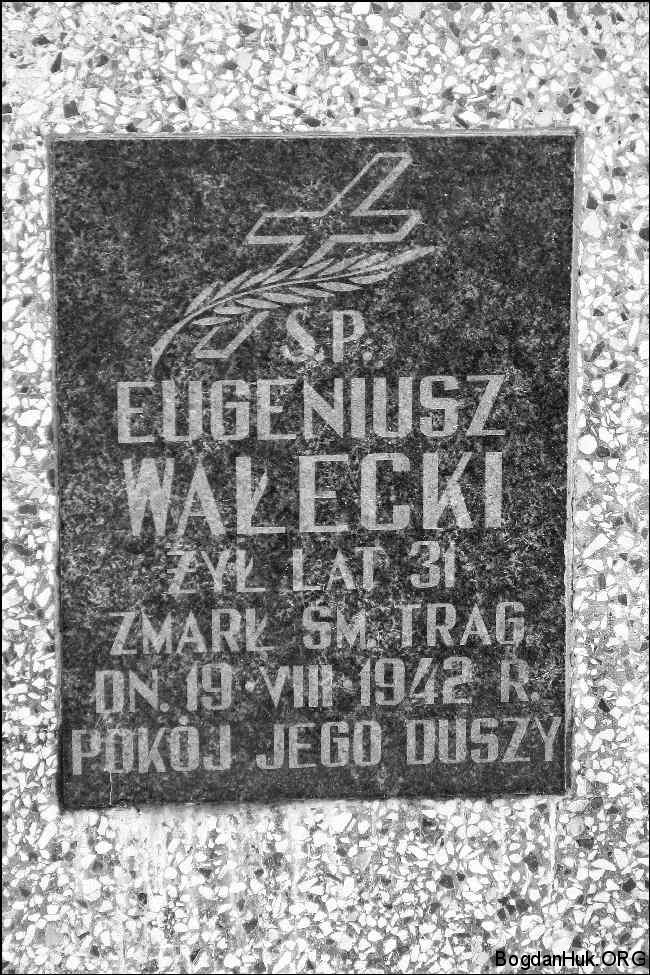 Ś.P.
EUGENIUSZ
WAŁECKI
ŻYŁ LAT 31
ZMARŁ ŚM. TRAG.
DN. 19·VIII·1942 R.
POKÓJ JEGO DUSZY
BogdanHuk.ORG